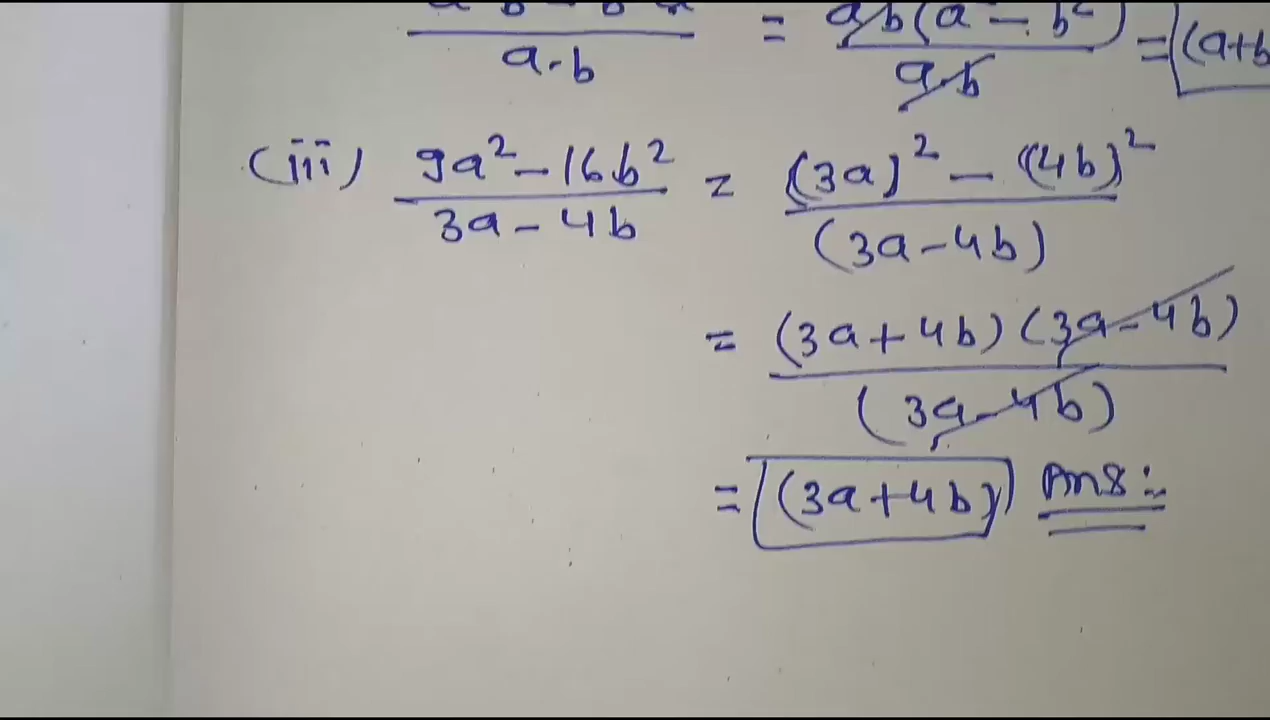 a·b = ab(a² - b²) / ab = (a+b
(iii) 9a² - 16b² / 3a - 4b = (3a)² - (4b)² / (3a - 4b)
= (3a + 4b) (3a - 4b) / (3a - 4b)
= (3a + 4b) Ans: